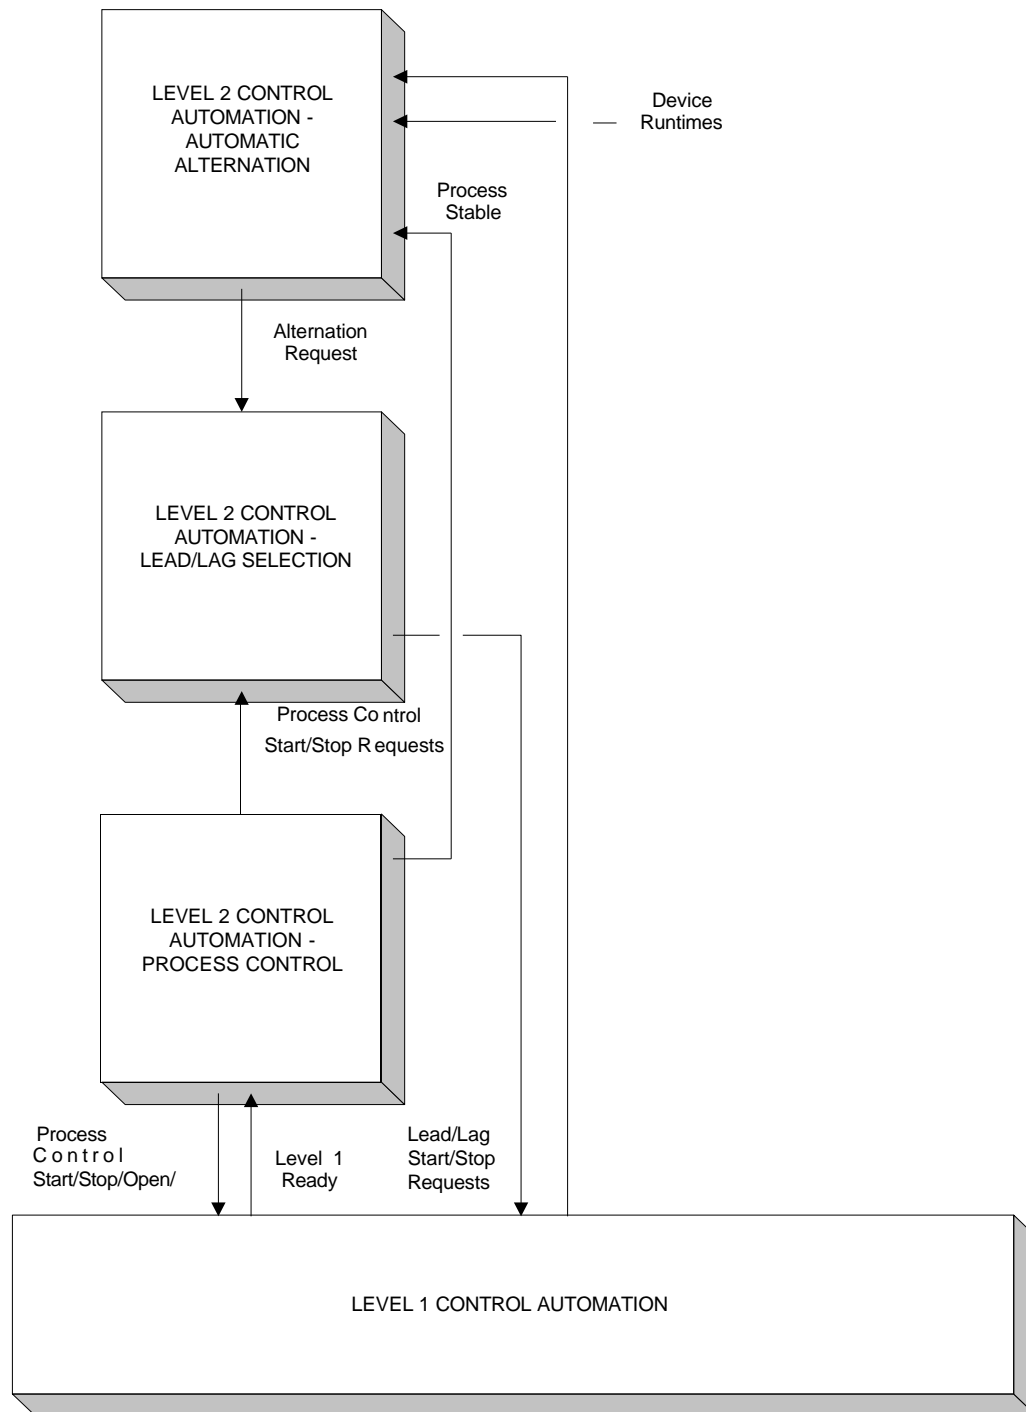 LEVEL 2 CONTROL
AUTOMATION -
AUTOMATIC
ALTERNATION
Device
Runtimes
Process
Stable
Alternation
Request
LEVEL 2 CONTROL
AUTOMATION -
LEAD/LAG SELECTION
Process Control
Start/Stop Requests
LEVEL 2 CONTROL
AUTOMATION -
PROCESS CONTROL
Process
Control
Start/Stop/Open/
Level 1
Ready
Lead/Lag
Start/Stop
Requests
LEVEL 1 CONTROL AUTOMATION